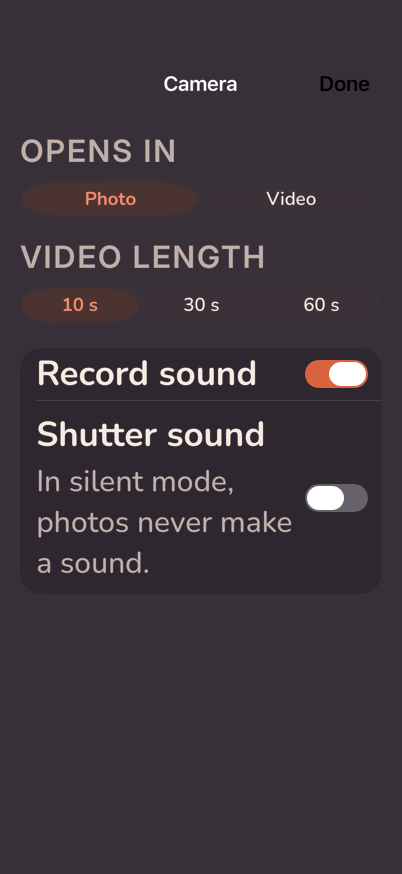 Camera
Done
OPENS IN
Photo
Video
VIDEO LENGTH
10 s
30 s
60 s
Record sound
Shutter sound
In silent mode,
photos never make
a sound.